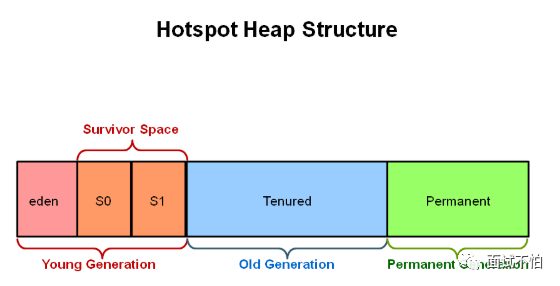 Hotspot Heap Structure
Survivor Space
eden
S0
S1
Tenured
Permanent
Young Generation
Old Generation
Permanent Generation
面试不怕